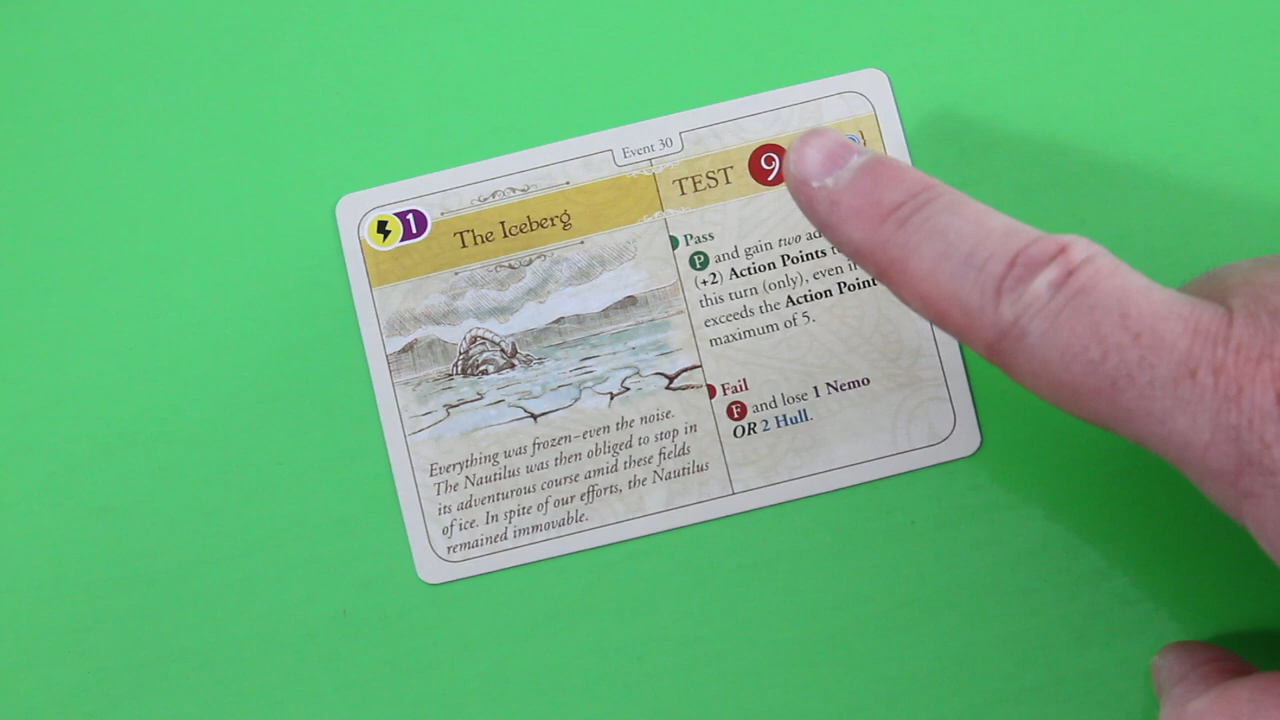 Event 30
1
The Iceberg
Everything was frozen–even the noise.
The Nautilus was then obliged to stop in
its adventurous course amid these fields
of ice. In spite of our efforts, the Nautilus
remained immovable.
TEST 9 }
Pass
P and gain two
(+2) Action Points
this turn (only), even
exceeds the Action Point
maximum of 5.
Fail
F and lose 1 Nemo
OR 2 Hull.